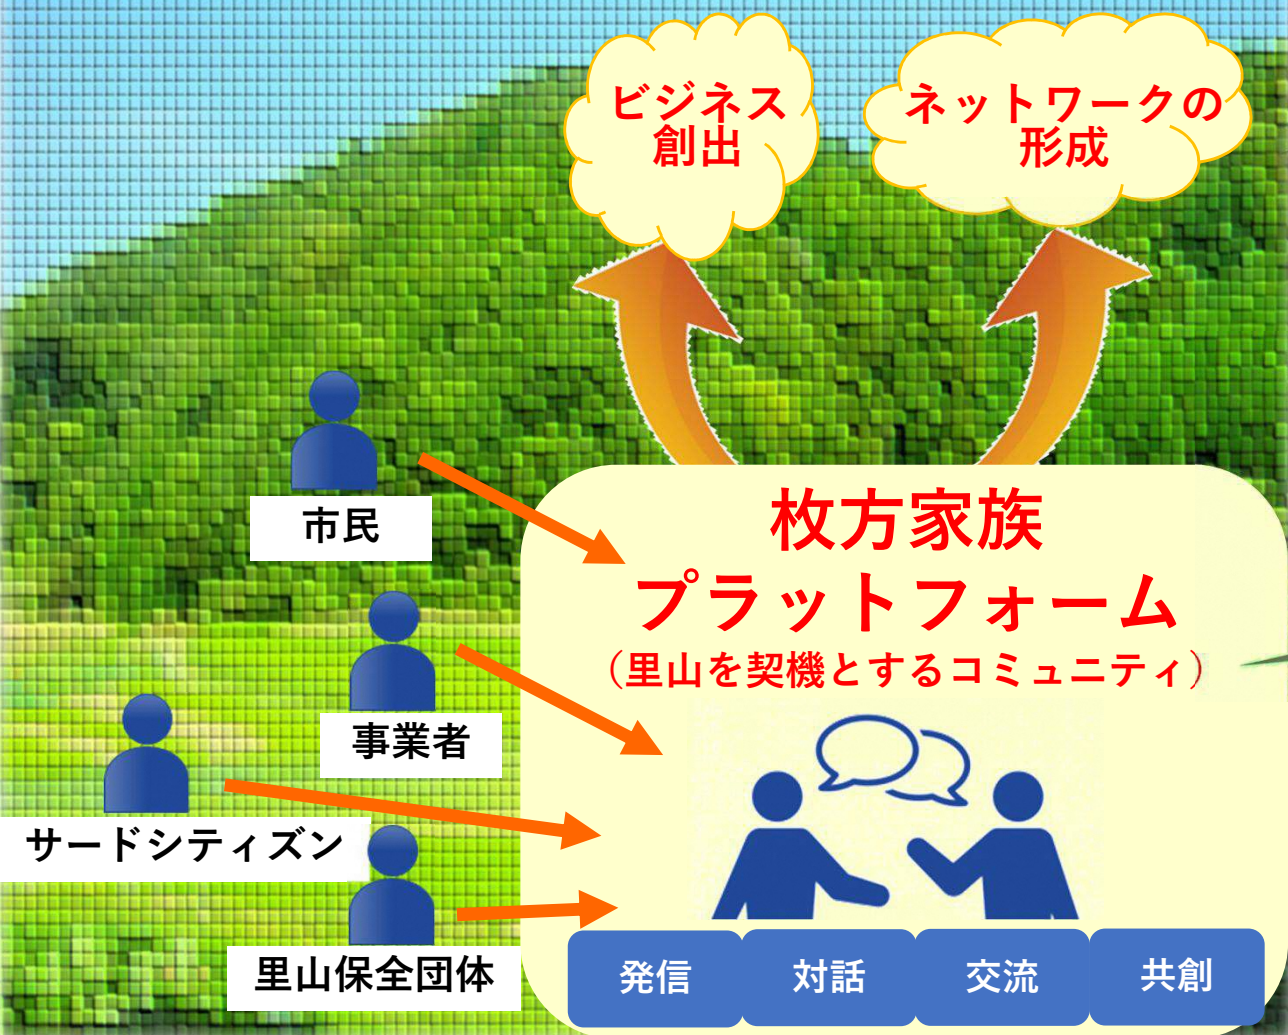 ビジネス
創出
ネットワークの
形成
市民
枚方家族
プラットフォーム
（里山を契機とするコミュニティ）
事業者
サードシティズン
里山保全団体
発信
対話
交流
共創